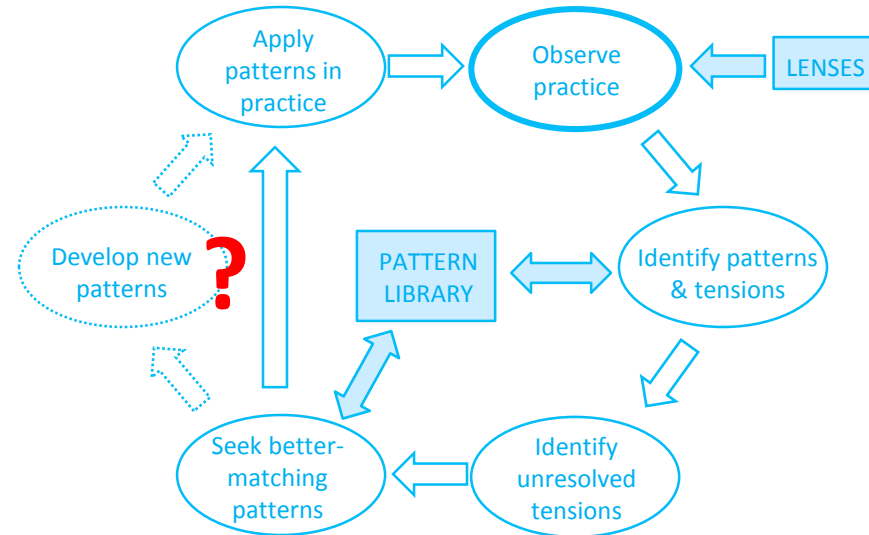 Apply
patterns in
practice
Observe
practice
LENSES
Develop new
patterns
?
PATTERN
LIBRARY
Identify patterns
& tensions
Seek better-
matching
patterns
Identify
unresolved
tensions